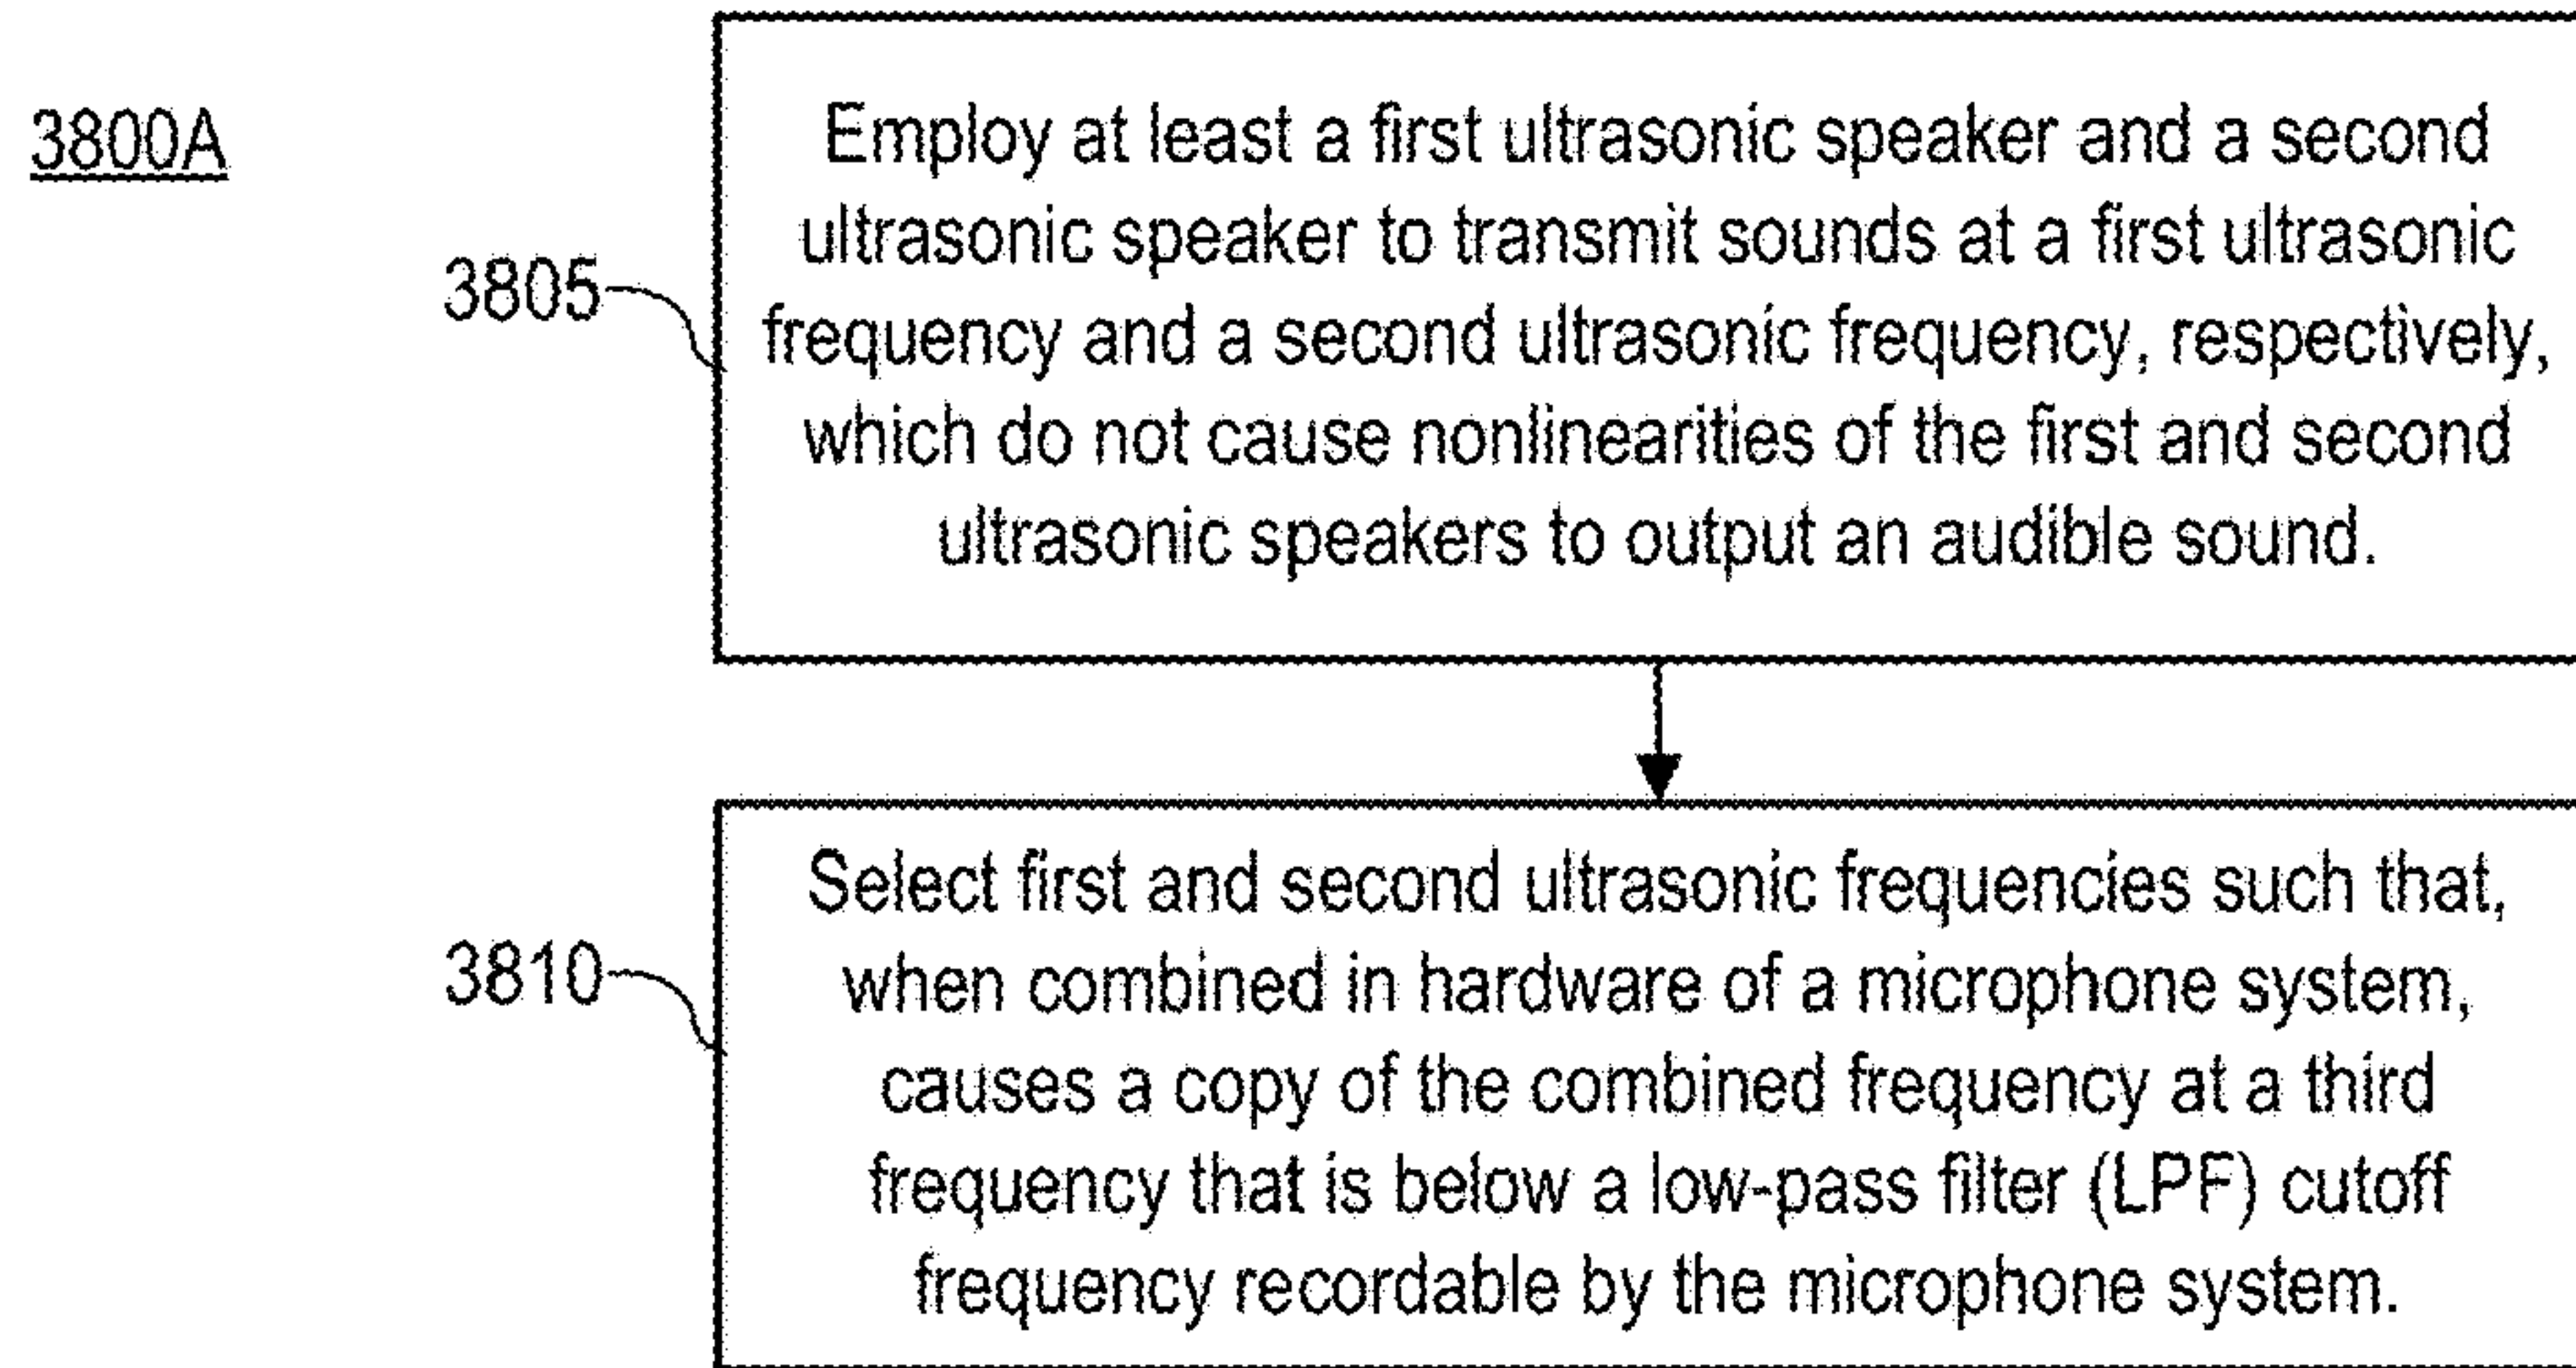 3800A
3805
Employ at least a first ultrasonic speaker and a second
ultrasonic speaker to transmit sounds at a first ultrasonic
frequency and a second ultrasonic frequency, respectively,
which do not cause nonlinearities of the first and second
ultrasonic speakers to output an audible sound.
3810
Select first and second ultrasonic frequencies such that,
when combined in hardware of a microphone system,
causes a copy of the combined frequency at a third
frequency that is below a low-pass filter (LPF) cutoff
frequency recordable by the microphone system.